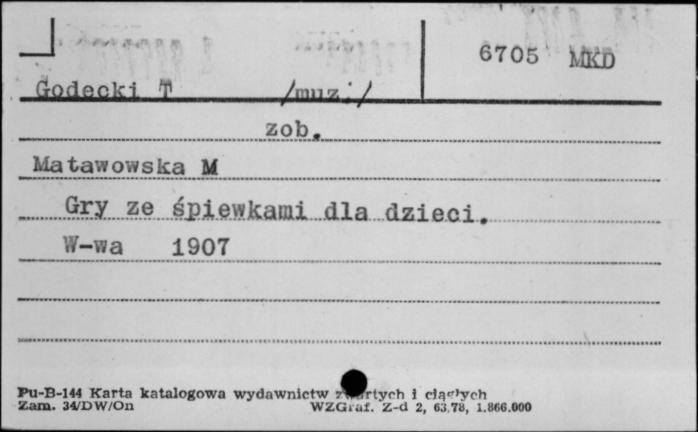 6705 MKD
Godecki T /muz./
zob.
Matawowska M
Gry ze śpiewkami dla dzieci.
W-wa 1907
Pu-B-144 Karta katalogowa wydawnictw zwartych i ciągłych
Zam. 34/DW/On WZGraf. Z-d 2, 63,78, 1.866.000